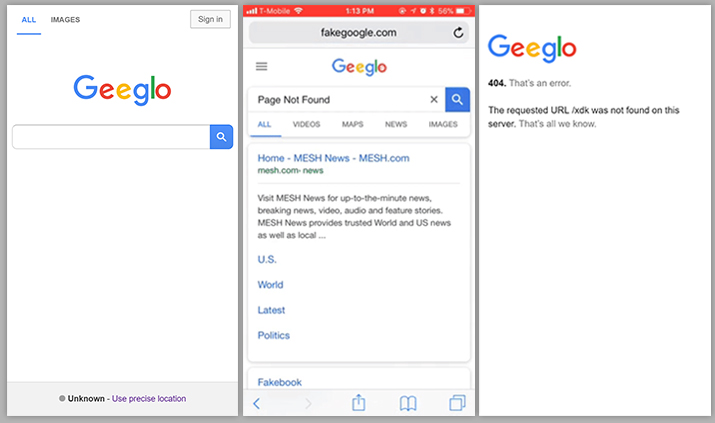 ALL IMAGES Sign in
Geeglo
Unknown - Use precise location
T-Mobile 1:13 PM 56%
fakegoogle.com
Geeglo
Page Not Found
ALL VIDEOS MAPS NEWS IMAGES
Home - MESH News - MESH.com
mesh.com- news
Visit MESH News for up-to-the-minute news,
breaking news, video, audio and feature stories.
MESH News provides trusted World and US news
as well as local ...
U.S.
World
Latest
Politics
Fakebook
Geeglo
404. That's an error.
The requested URL /xdk was not found on this
server. That's all we know.